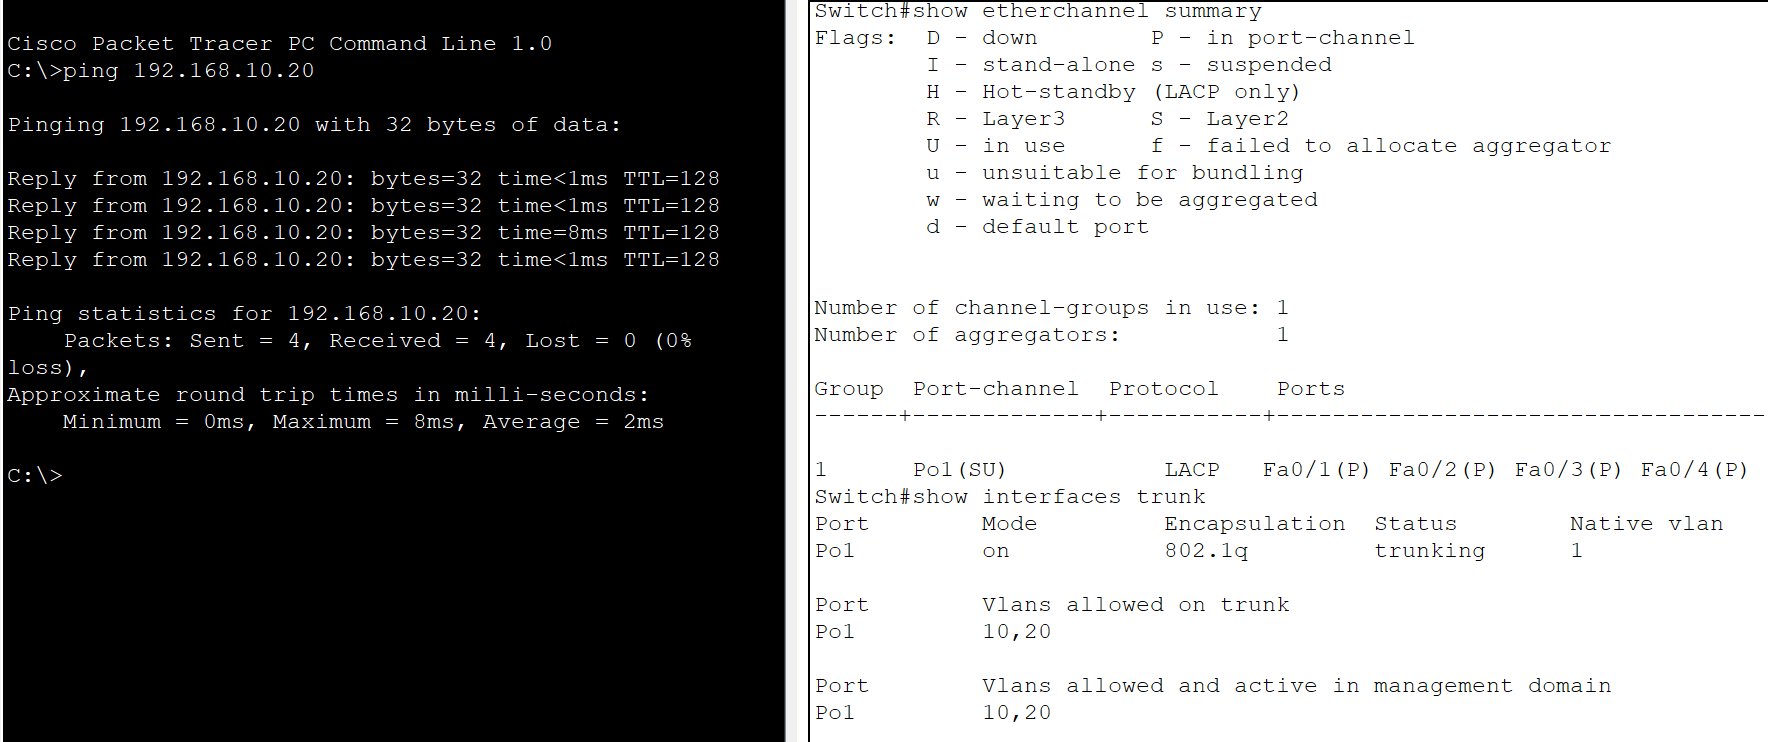 Cisco Packet Tracer PC Command Line 1.0
C:\>ping 192.168.10.20

Pinging 192.168.10.20 with 32 bytes of data:

Reply from 192.168.10.20: bytes=32 time<1ms TTL=128
Reply from 192.168.10.20: bytes=32 time<1ms TTL=128
Reply from 192.168.10.20: bytes=32 time=8ms TTL=128
Reply from 192.168.10.20: bytes=32 time<1ms TTL=128

Ping statistics for 192.168.10.20:
    Packets: Sent = 4, Received = 4, Lost = 0 (0%
loss),
Approximate round trip times in milli-seconds:
    Minimum = 0ms, Maximum = 8ms, Average = 2ms

C:\>
Switch#show etherchannel summary
Flags:  D - down        P - in port-channel
        I - stand-alone s - suspended
        H - Hot-standby (LACP only)
        R - Layer3      S - Layer2
        U - in use      f - failed to allocate aggregator
        u - unsuitable for bundling
        w - waiting to be aggregated
        d - default port

Number of channel-groups in use: 1
Number of aggregators:           1

Group  Port-channel  Protocol    Ports
------+-------------+-----------+-----------------------------------

1      Po1(SU)           LACP   Fa0/1(P) Fa0/2(P) Fa0/3(P) Fa0/4(P)
Switch#show interfaces trunk
Port        Mode         Encapsulation  Status        Native vlan
Po1         on           802.1q         trunking      1

Port        Vlans allowed on trunk
Po1         10,20

Port        Vlans allowed and active in management domain
Po1         10,20